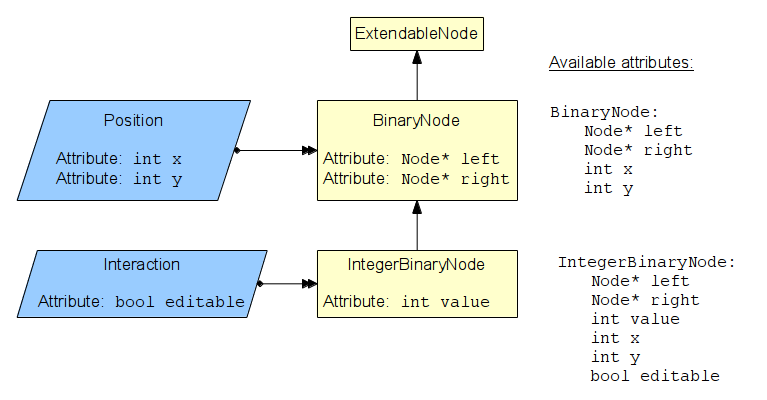 ExtendableNode
Available attributes:
Position
Attribute: int x
Attribute: int y
BinaryNode
Attribute: Node* left
Attribute: Node* right
BinaryNode:
Node* left
Node* right
int x
int y
Interaction
Attribute: bool editable
IntegerBinaryNode
Attribute: int value
IntegerBinaryNode:
Node* left
Node* right
int value
int x
int y
bool editable